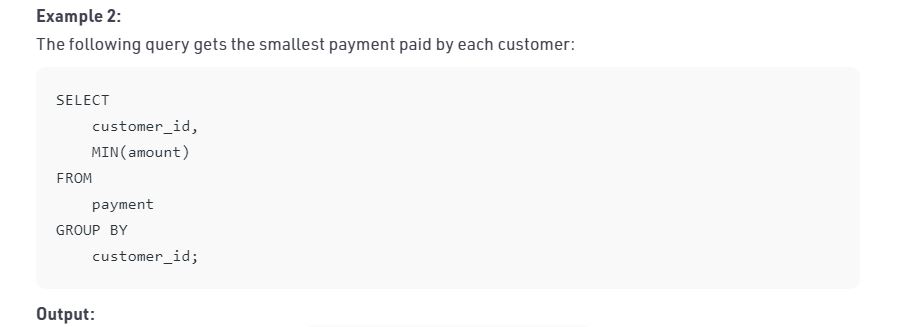 Example 2:
The following query gets the smallest payment paid by each customer:
SELECT
    customer_id,
    MIN(amount)
FROM
    payment
GROUP BY
    customer_id;
Output: